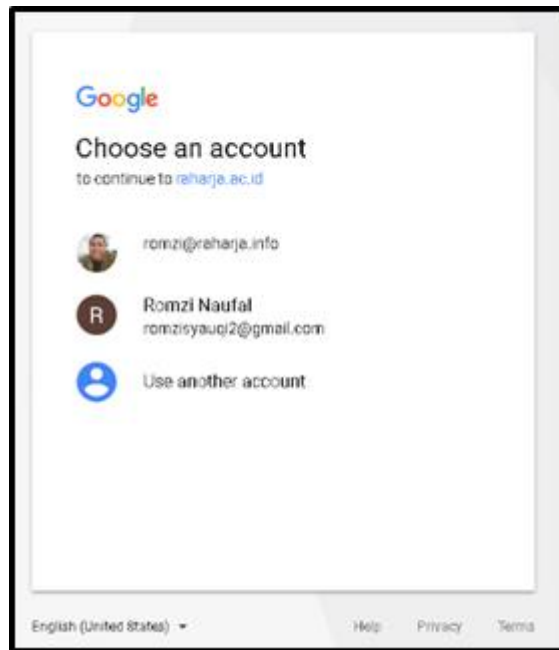 Google
Choose an account
to continue to raharja.ac.id
romzi@raharja.info
R
Romzi Naufal
romzisyauqi2@gmail.com
Use another account
English (United States)
Help Privacy Terms